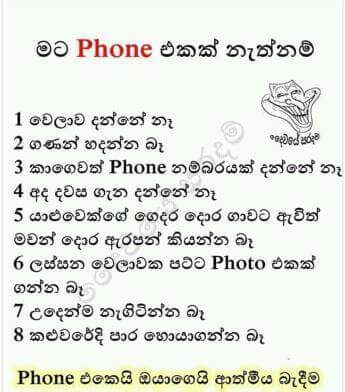 මට Phone එකක් නැත්නම්
දෛවයේ සරදම
1 වෙලාව දන්නේ නෑ
2 ගණන් හදන්න බෑ
3 කාගෙවත් Phone නම්බරයක් දන්නේ නෑ
4 අද දවස ගැන දන්නේ නෑ
5 යාළුවෙක්ගේ ගෙදර දොර ගාවට ඇවිත්
මචන් දොර ඇරපන් කියන්න බෑ
6 ලස්සන වෙලාවක පට්ට Photo එකක්
ගන්න බෑ
7 උදෙන්ම නැගිටින්න බෑ
8 කළුවරේදි පාර හොයාගන්න බෑ
Phone එකෙයි ඔයාගෙයි ආත්මීය බැදීම